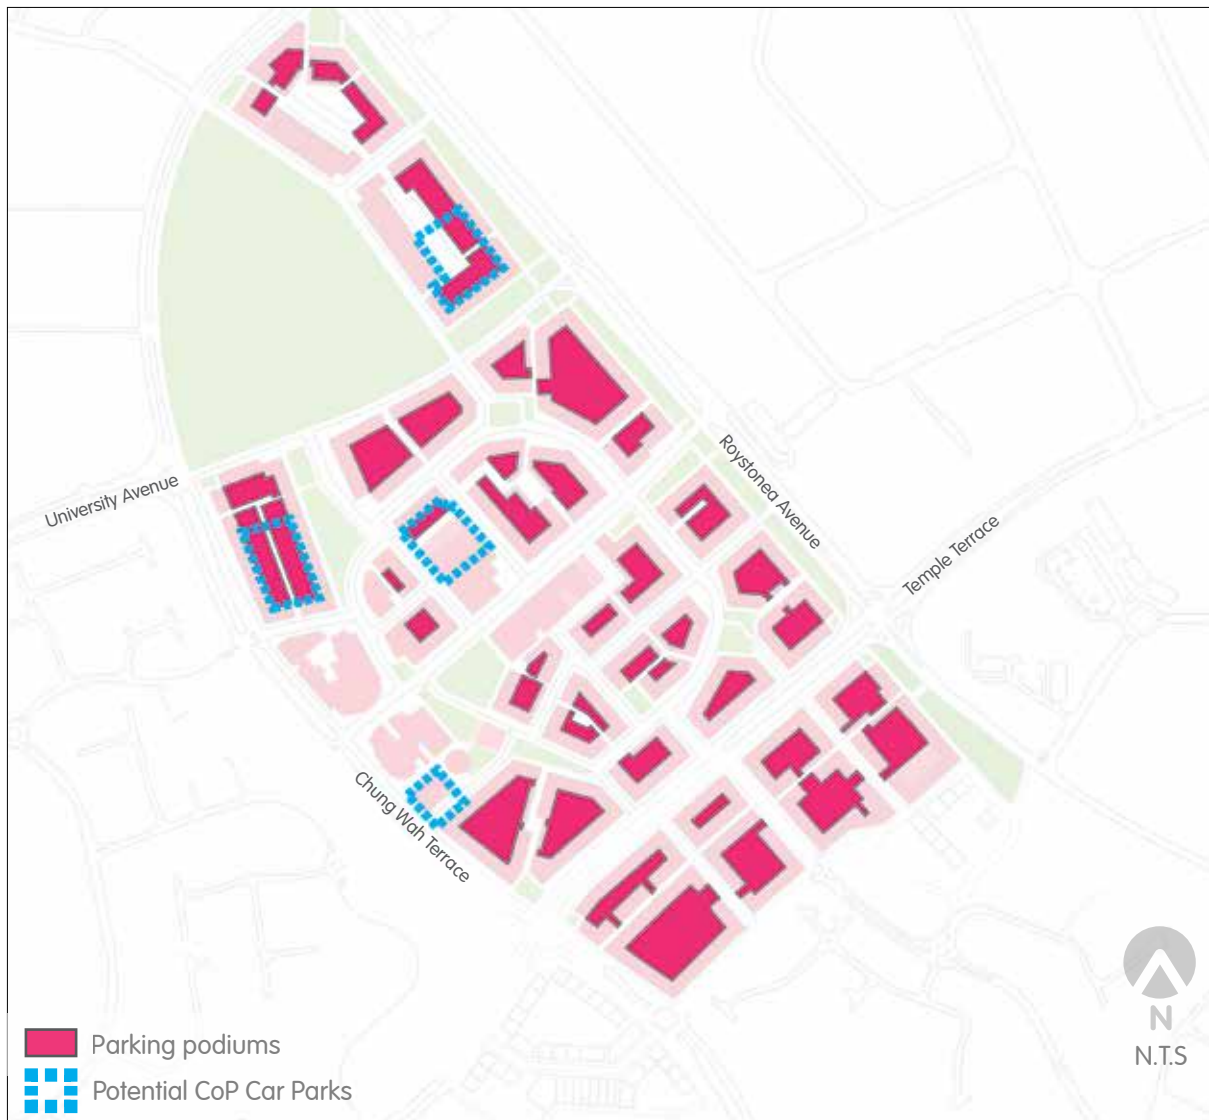 University Avenue
Roystonea Avenue
Temple Terrace
Chung Wah Terrace
N
N.T.S
Parking podiums
Potential CoP Car Parks